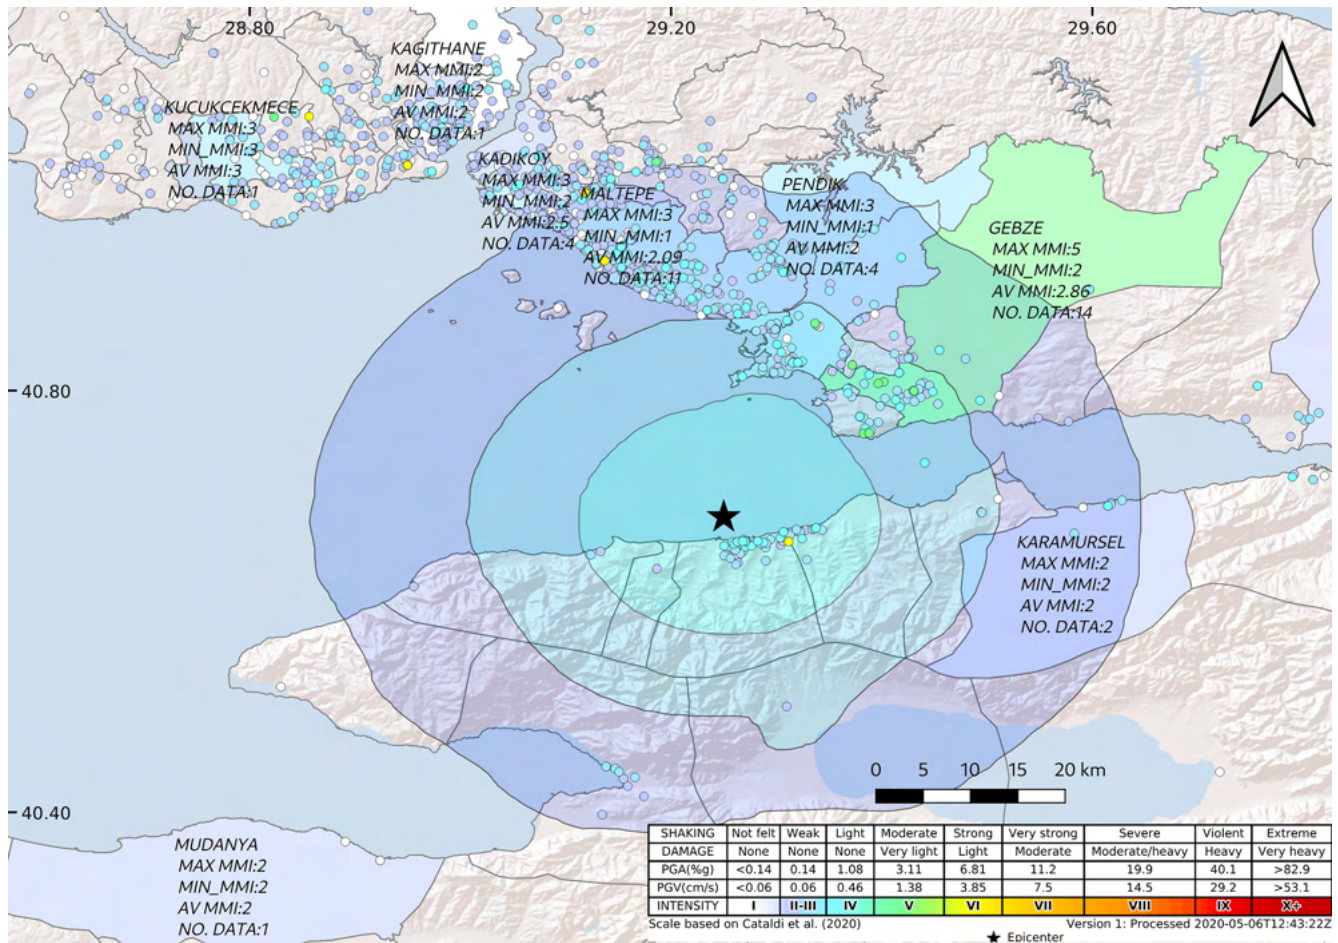 28.80
29.20
29.60
KAGITHANE
MAX MMI:2
MIN_MMI:2
AV MMI:2
NO. DATA:1
KUCUKCEKMECE
MAX MMI:3
MIN_MMI:3
AV MMI:3
NO. DATA:1
KADIKOY
MAX MMI:3
MIN_MMI:2
AV MMI:2.5
NO. DATA:4
MALTEPE
MAX MMI:3
MIN_MMI:1
AV MMI:2.09
NO. DATA:11
PENDIK
MAX MMI:3
MIN_MMI:1
AV MMI:2
NO. DATA:4
GEBZE
MAX MMI:5
MIN_MMI:2
AV MMI:2.86
NO. DATA:14
40.80
KARAMURSEL
MAX MMI:2
MIN_MMI:2
AV MMI:2
NO. DATA:2
0 5 10 15 20 km
40.40
MUDANYA
MAX MMI:2
MIN_MMI:2
AV MMI:2
NO. DATA:1
SHAKING Not felt Weak Light Moderate Strong Very strong Severe Violent Extreme
DAMAGE None None None Very light Light Moderate Moderate/heavy Heavy Very heavy
PGA(%g) <0.14 0.14 1.08 3.11 6.81 11.2 19.9 40.1 >82.9
PGV(cm/s) <0.06 0.06 0.46 1.38 3.85 7.5 14.5 29.2 >53.1
INTENSITY I II-III IV V VI VII VIII IX X+
Scale based on Cataldi et al. (2020) Version 1: Processed 2020-05-06T12:43:22Z
Epicenter